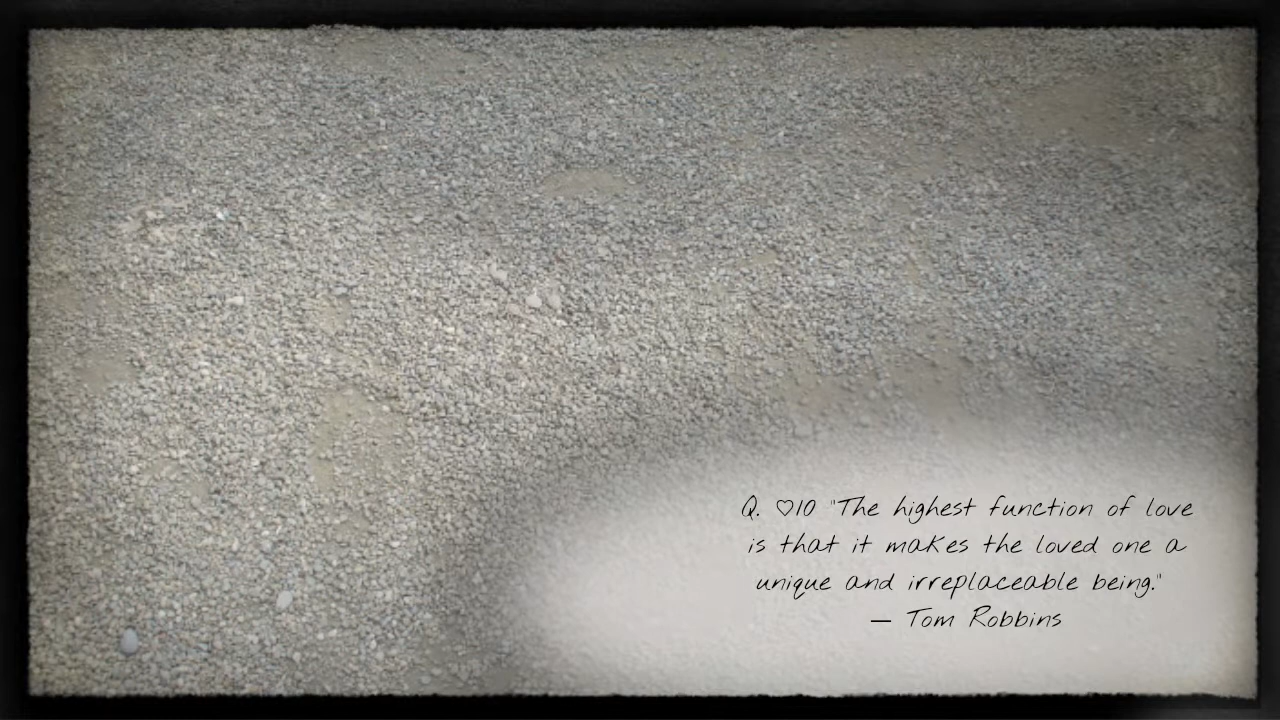 Q. ♡10 "The highest function of love
is that it makes the loved one a
unique and irreplaceable being."
— Tom Robbins